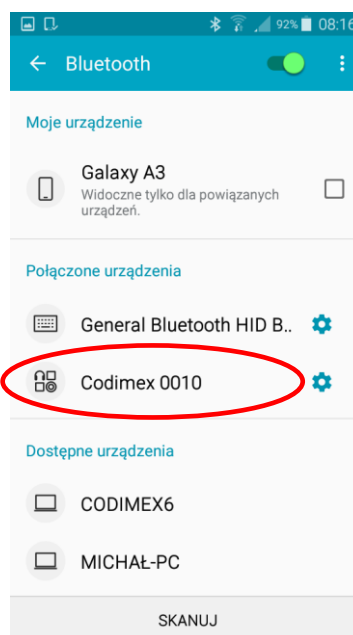 92% 08:16
Bluetooth
Moje urządzenie
Galaxy A3
Widoczne tylko dla powiązanych
urządzeń.
Połączone urządzenia
General Bluetooth HID B..
Codimex 0010
Dostępne urządzenia
CODIMEX6
MICHAŁ-PC
SKANUJ